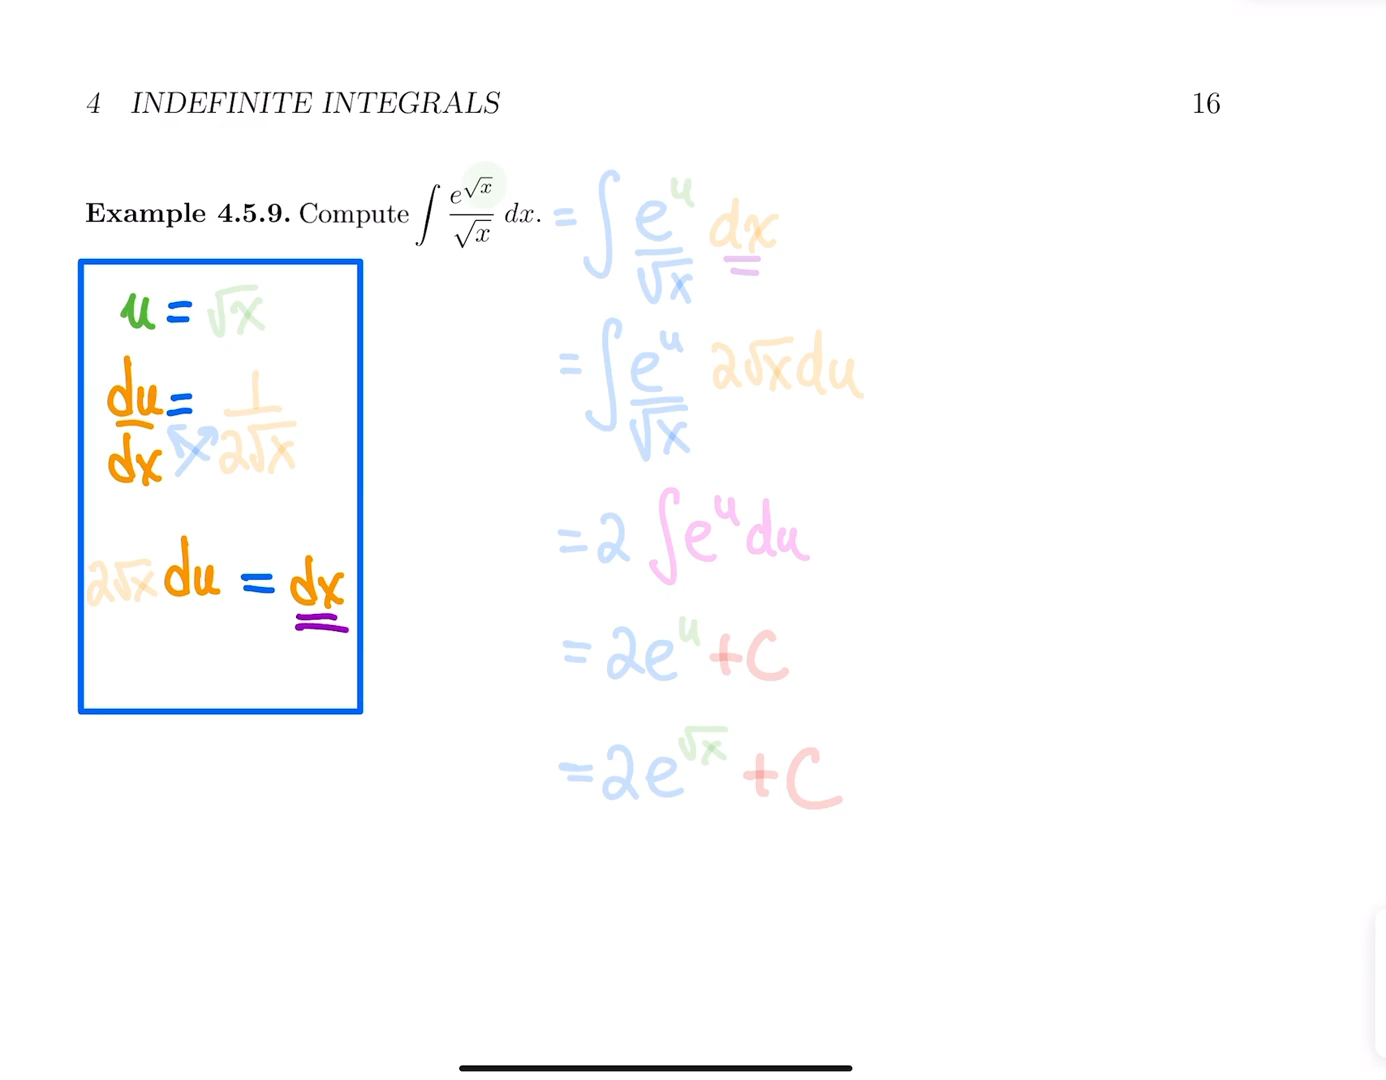 4 INDEFINITE INTEGRALS 16
Example 4.5.9. Compute ∫ e^√x / √x dx. = ∫ e^u / √x dx
u = √x
= ∫ e^u / √x 2√x du
du/dx = 1 / 2√x
= 2 ∫ e^u du
2√x du = dx
= 2e^u + C
= 2e^√x + C